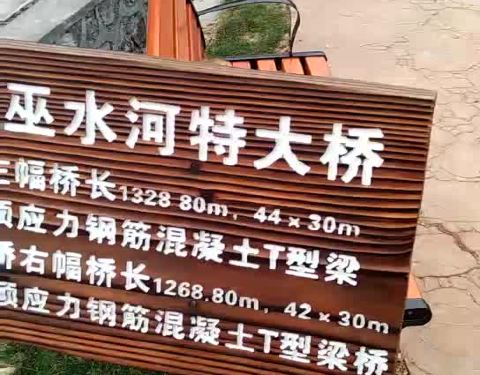 巫水河特大桥
幅桥长1328 80m, 44×30m
应力钢筋混凝土T型梁
右幅桥长1268.80m, 42×30m
应力钢筋混凝土T型梁桥